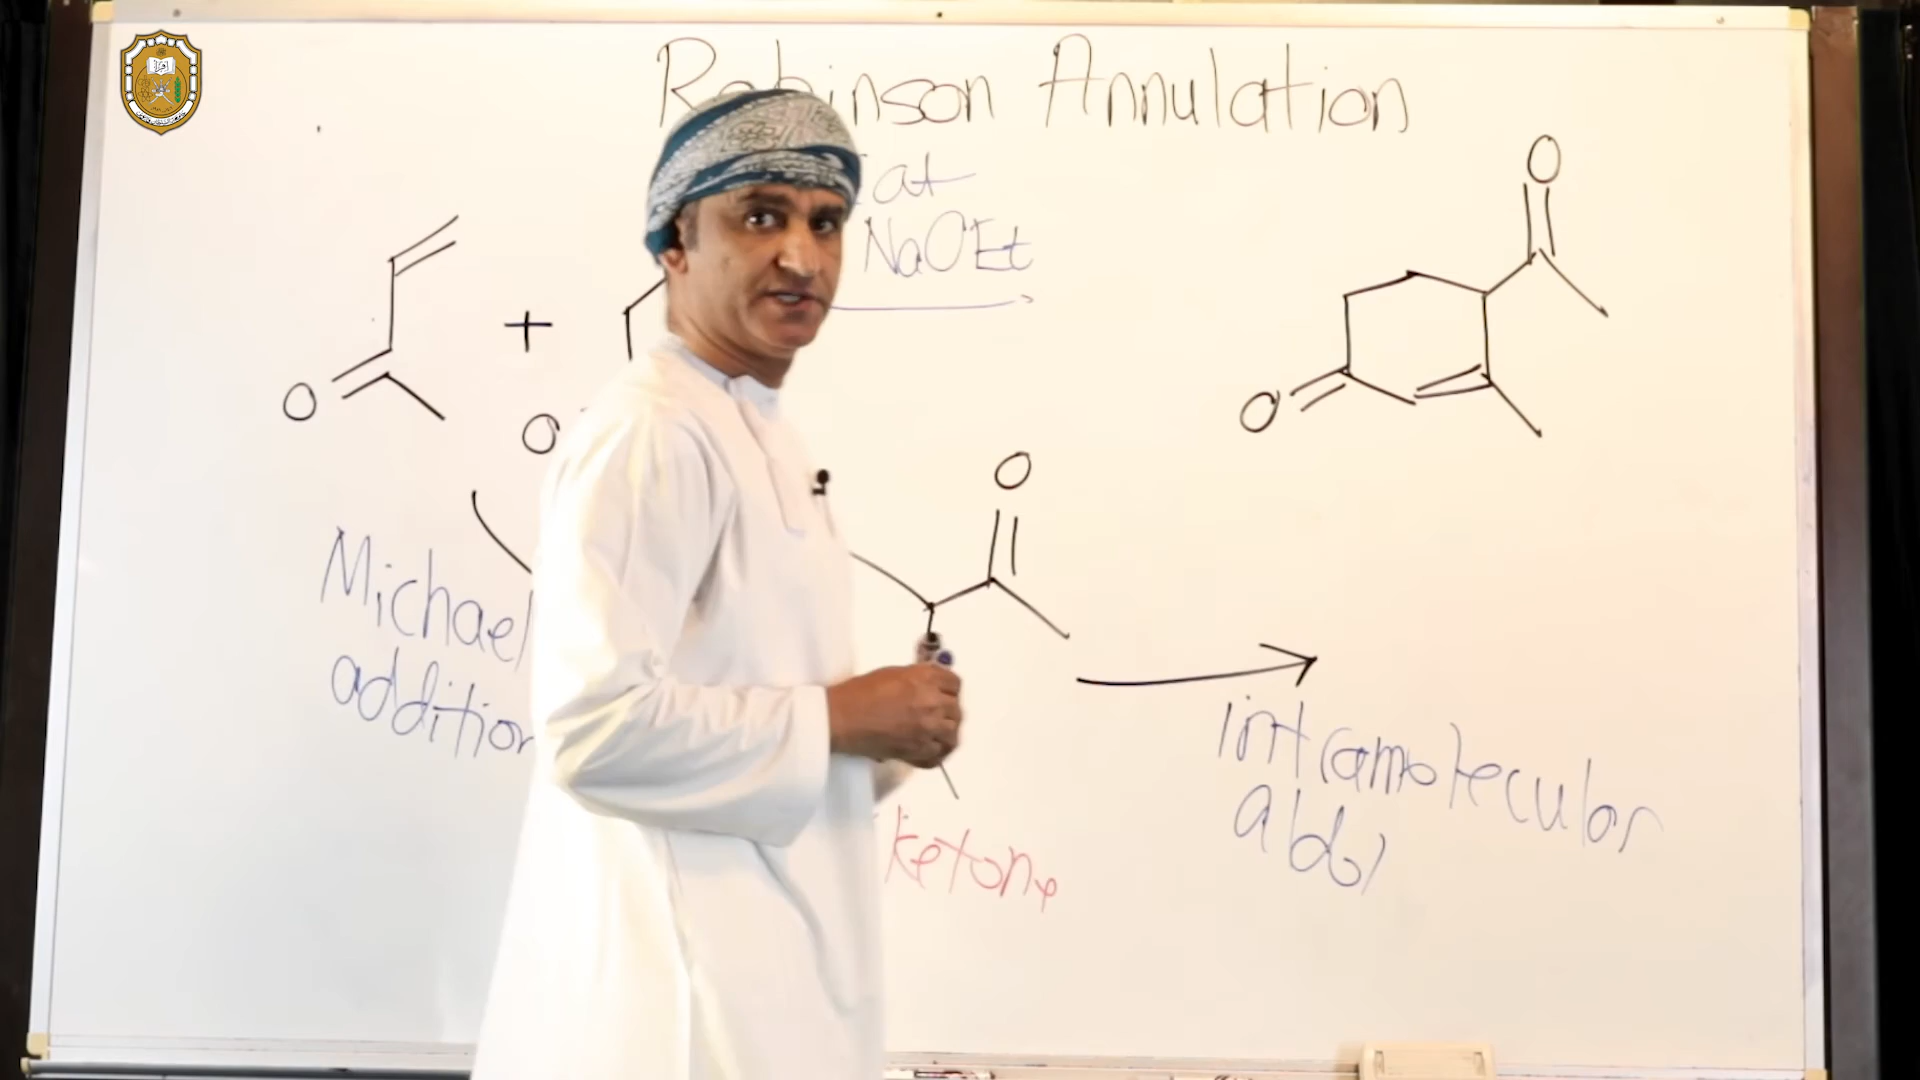 Robinson Annulation
cat
NaOEt
O
O
+
O
O
O
Michael
addition
ketone
intramolecular
aldol